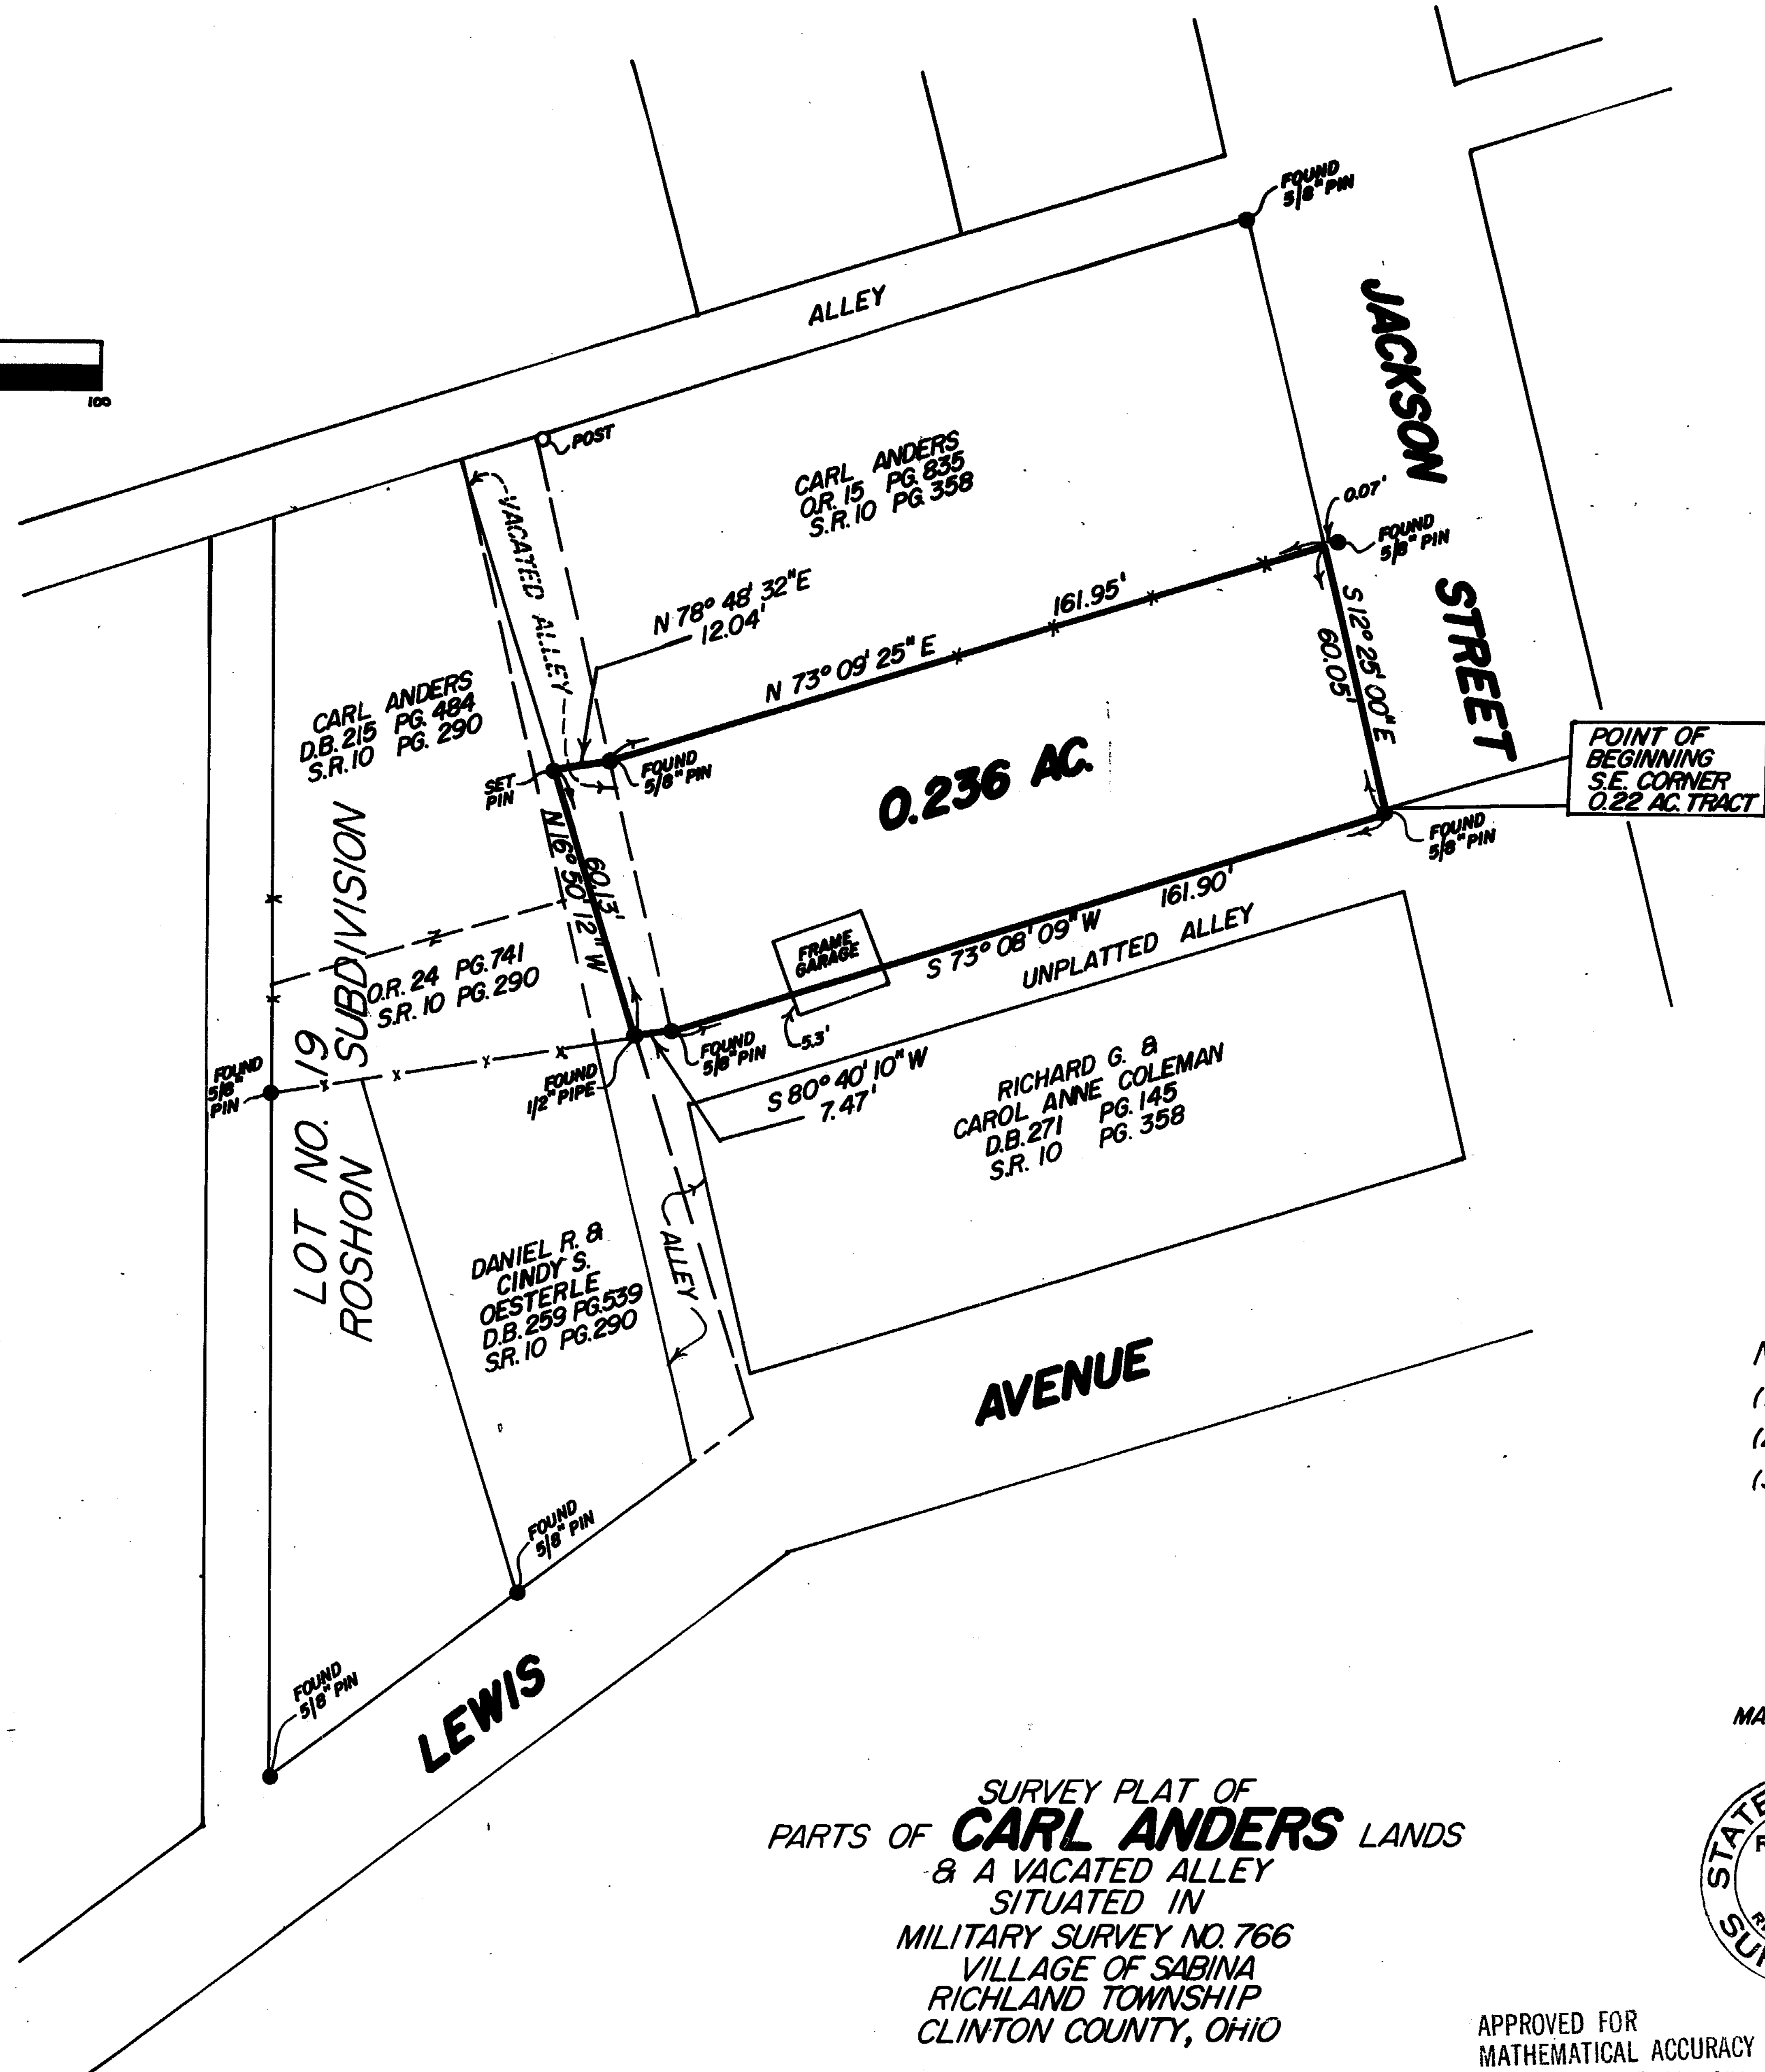 FOUND
5/8" PIN
JACKSON
STREET
ALLEY
100
POST
VACATED ALLEY
CARL ANDERS
O.R. 15 PG. 835
S.R. 10 PG. 358
0.07'
FOUND
5/8" PIN
N 78° 48' 32" E
12.04'
161.95'
N 73° 09' 25" E
S 12° 25' 00" E
60.05'
CARL ANDERS
D.B. 215 PG. 484
S.R. 10 PG. 290
SET
PIN
FOUND
5/8" PIN
0.236 AC.
POINT OF
BEGINNING
S.E. CORNER
0.22 AC. TRACT
FOUND
5/8" PIN
N 16° 50' 12" W
60.13'
161.90'
S 73° 08' 09" W
UNPLATTED ALLEY
FRAME
GARAGE
5.3'
O.R. 24 PG. 741
S.R. 10 PG. 290
FOUND
5/8"
PIN
FOUND
1/2" PIPE
FOUND
5/8" PIN
S 80° 40' 10" W
7.47'
RICHARD G. &
CAROL ANNE COLEMAN
D.B. 271 PG. 145
S.R. 10 PG. 358
LOT NO. 19
ROSHON SUBDIVISION
DANIEL R. &
CINDY S.
OESTERLE
D.B. 259 PG. 539
S.R. 10 PG. 290
ALLEY
FOUND
5/8" PIN
FOUND
5/8" PIN
LEWIS
AVENUE
MA
SURVEY PLAT OF
PARTS OF CARL ANDERS LANDS
& A VACATED ALLEY
SITUATED IN
MILITARY SURVEY NO. 766
VILLAGE OF SABINA
RICHLAND TOWNSHIP
CLINTON COUNTY, OHIO
STATE
SUR
APPROVED FOR
MATHEMATICAL ACCURACY